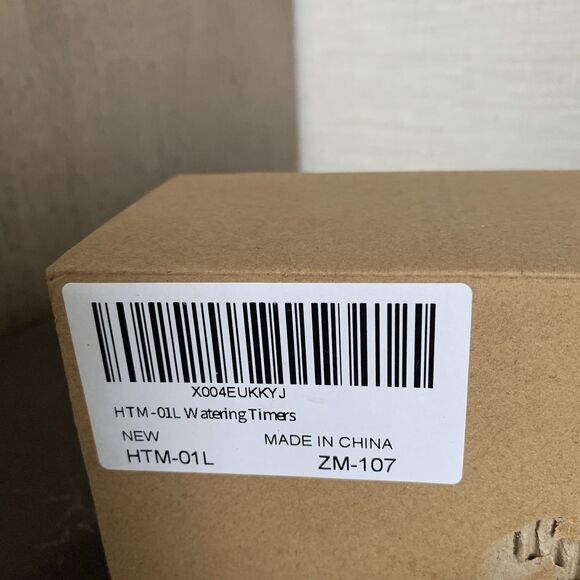 X004EUKKYJ
HTM-01L Watering Timers
NEW MADE IN CHINA
HTM-01L ZM-107